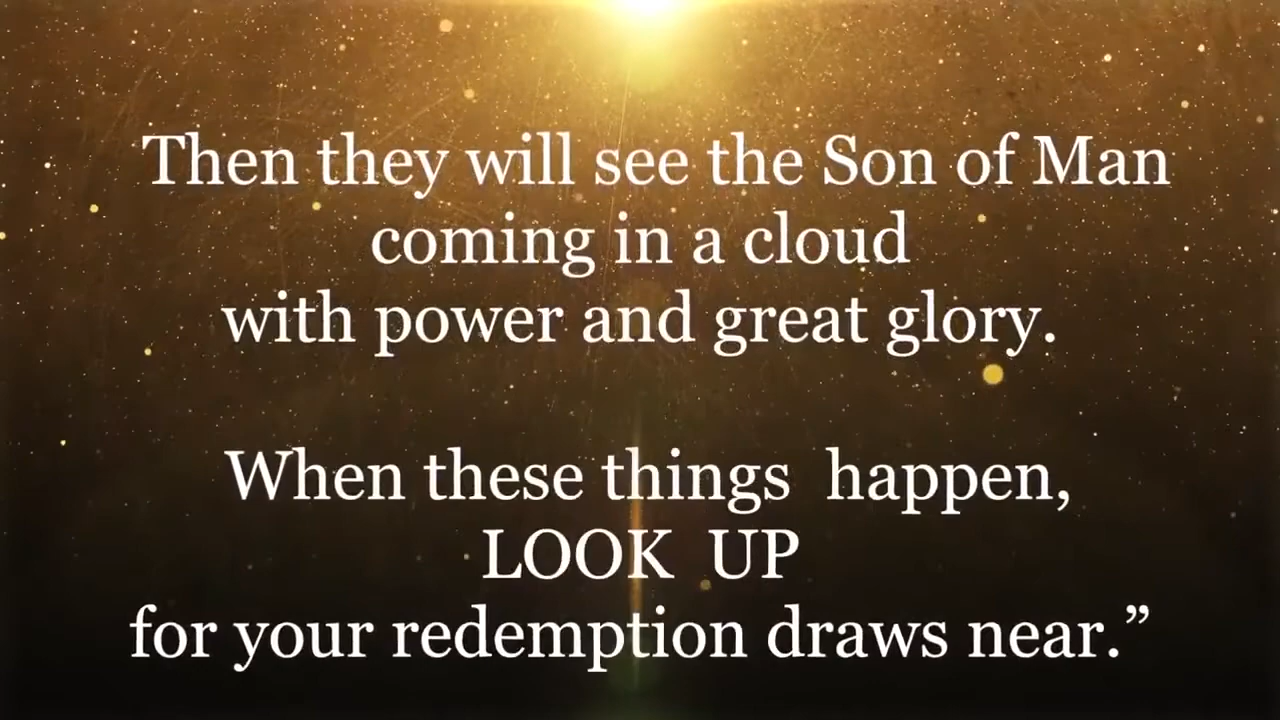 Then they will see the Son of Man
coming in a cloud
with power and great glory.
When these things  happen,
LOOK  UP
for your redemption draws near.”